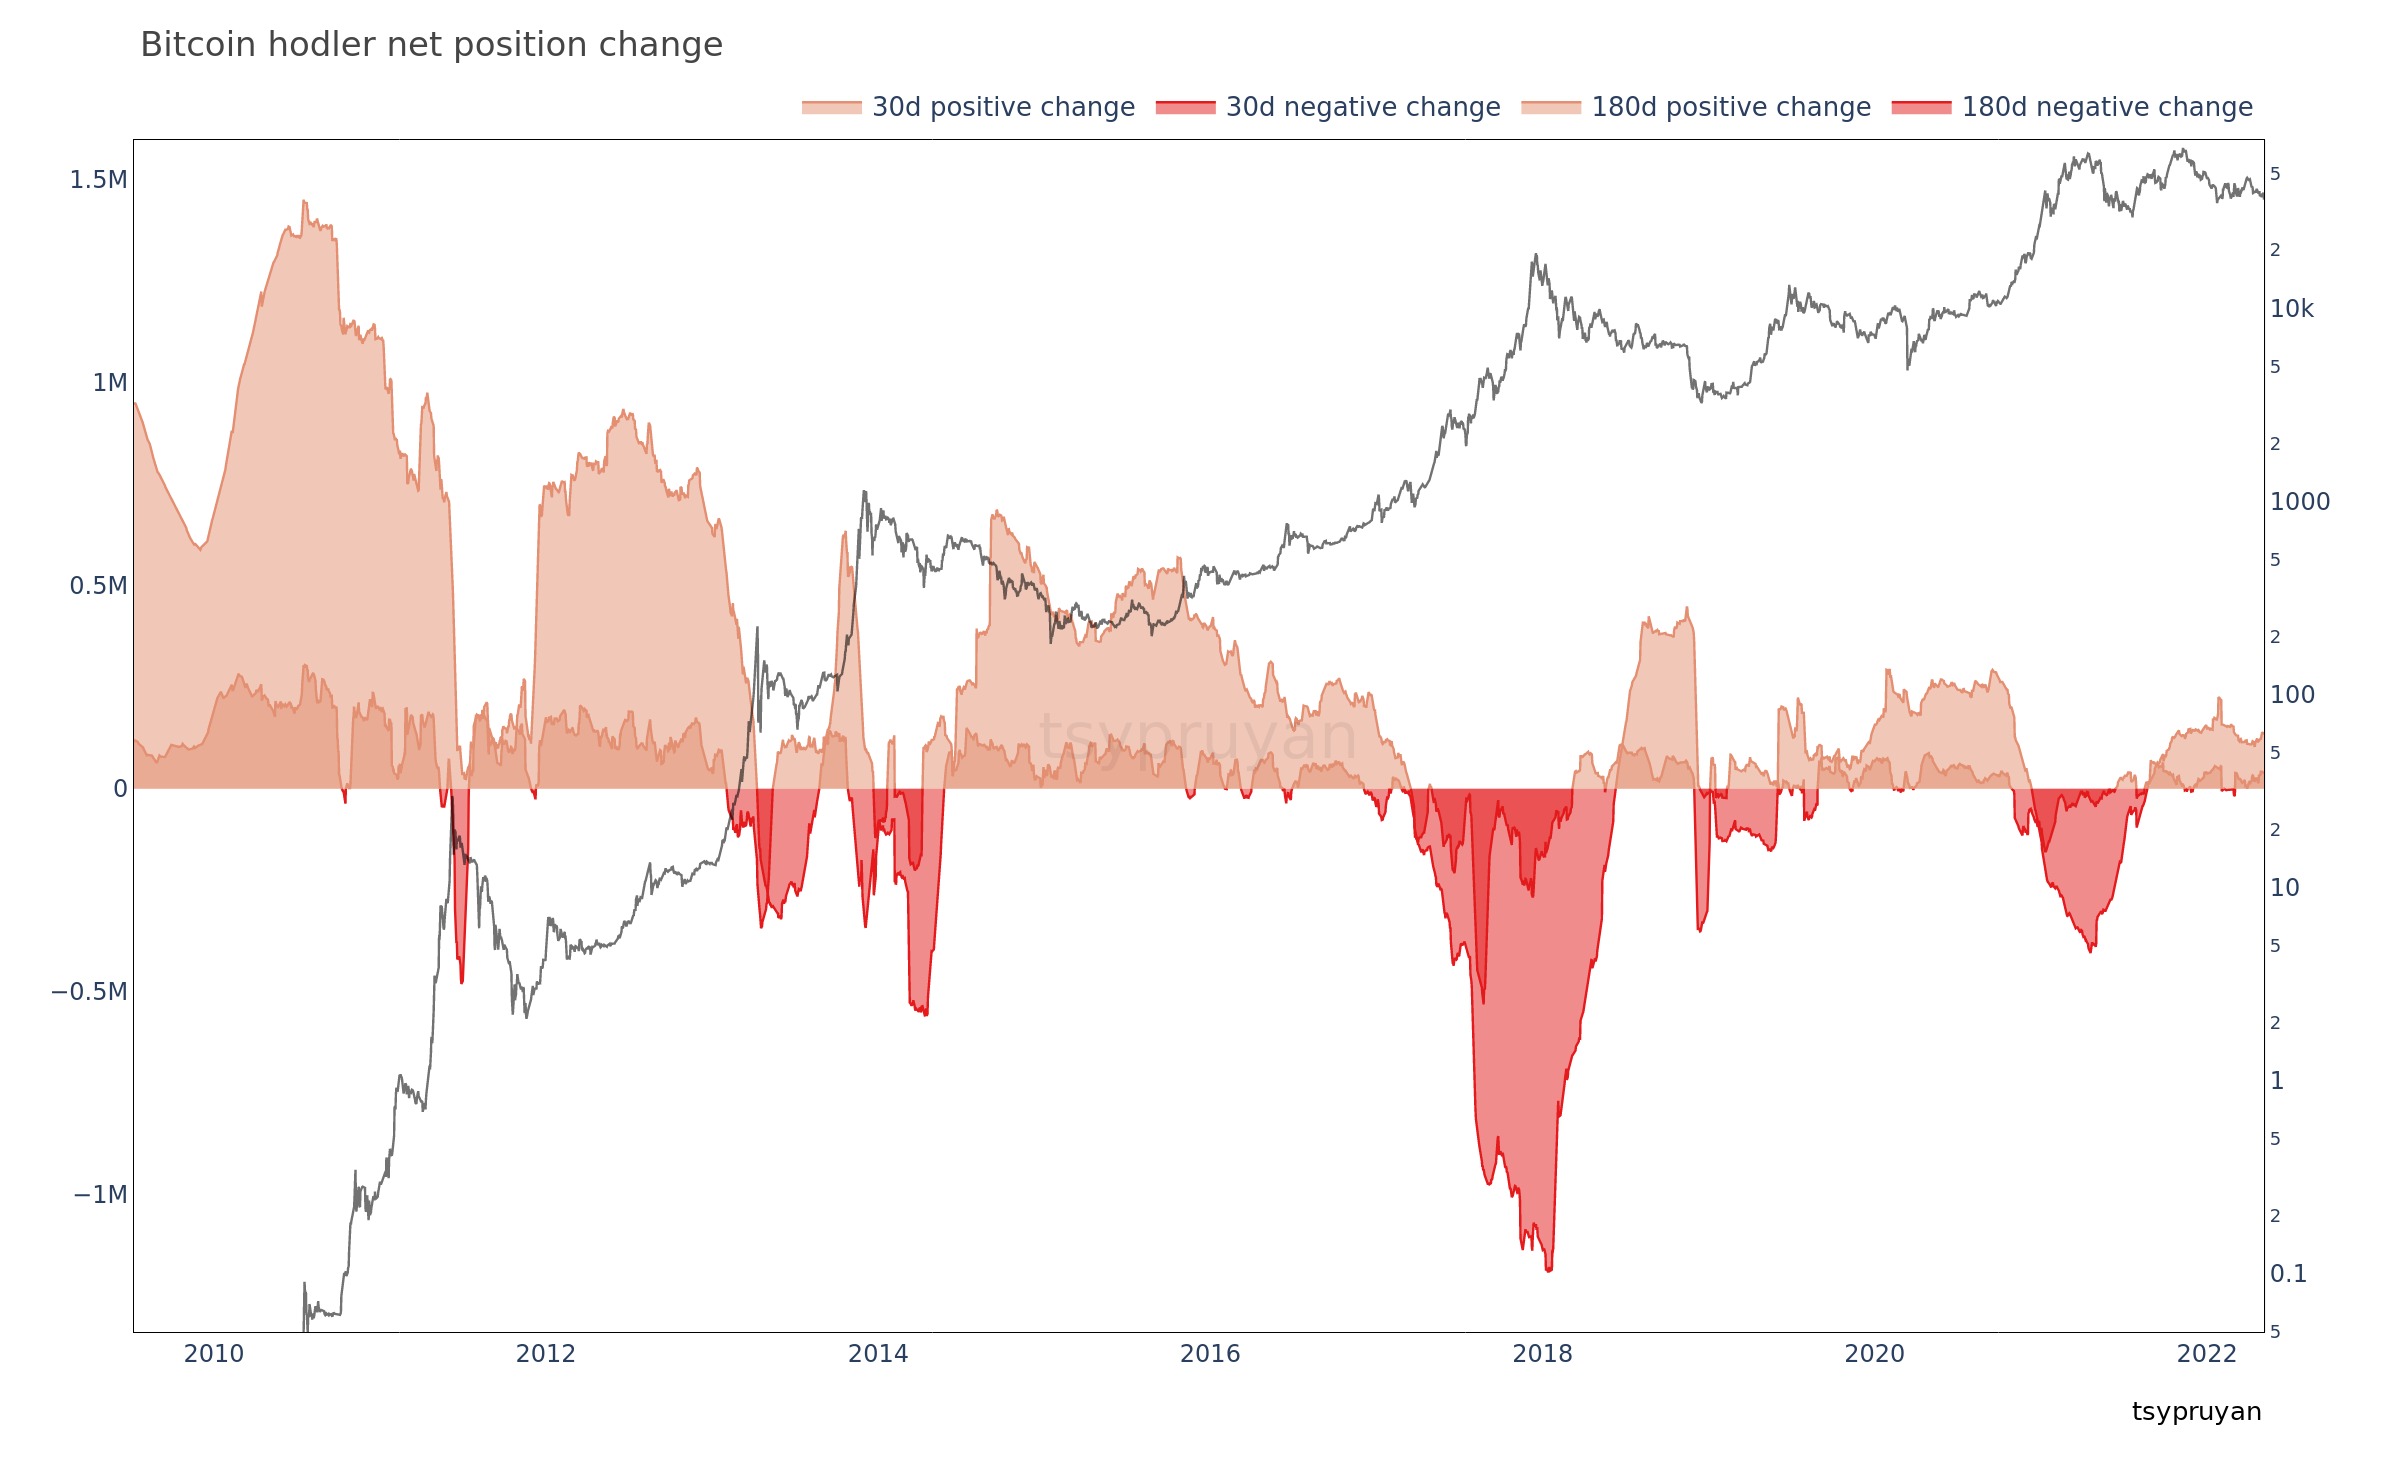 Bitcoin hodler net position change
30d positive change 30d negative change 180d positive change 180d negative change
1.5M
1M
0.5M
0
−0.5M
−1M
5
2
10k
5
2
1000
5
2
100
5
2
10
5
2
1
5
2
0.1
5
tsypruyan
2010 2012 2014 2016 2018 2020 2022
tsypruyan